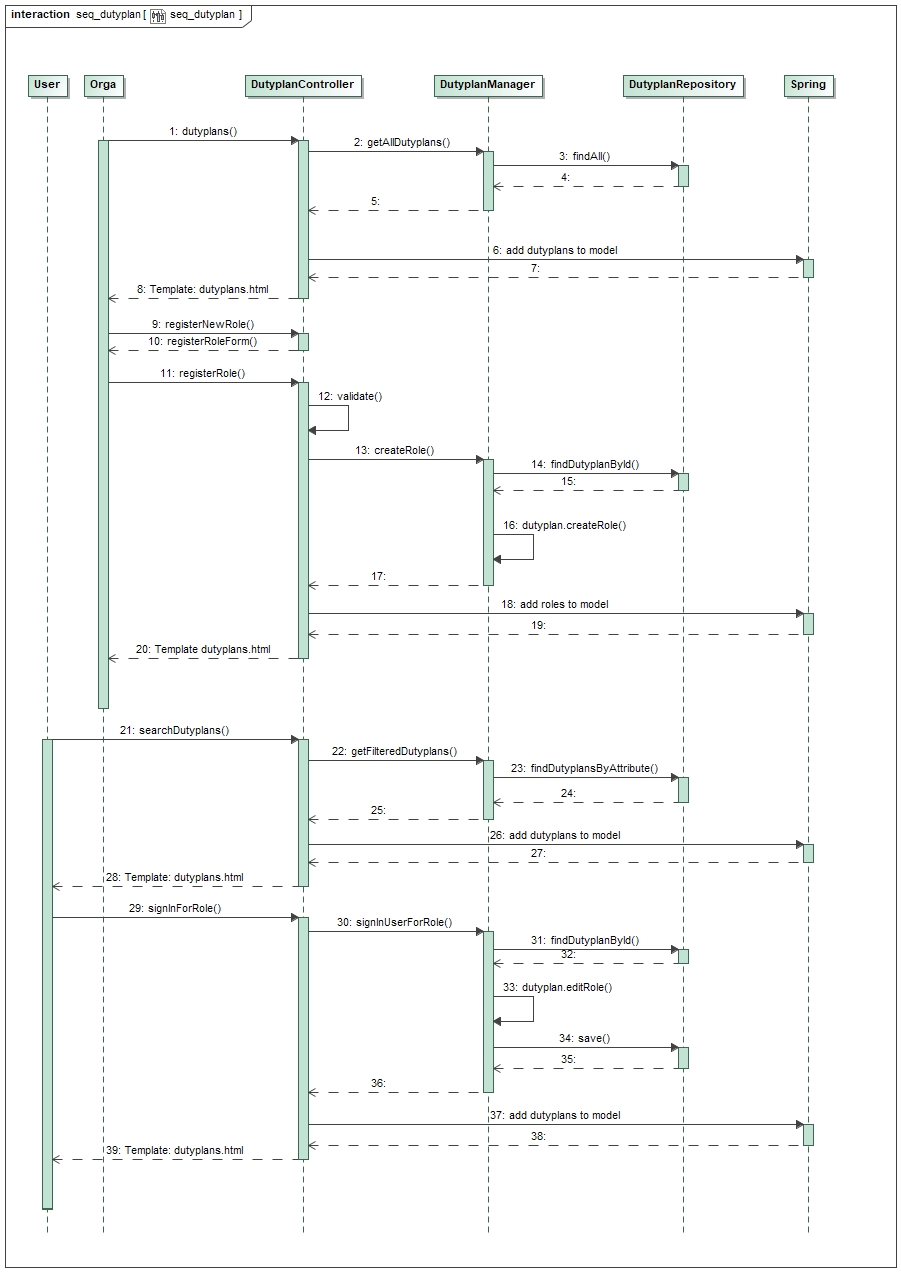 interaction seq_dutyplan [ seq_dutyplan ]
User Orga DutyplanController DutyplanManager DutyplanRepository Spring
1: dutyplans()
2: getAllDutyplans()
3: findAll()
4:
5:
6: add dutyplans to model
7:
8: Template: dutyplans.html
9: registerNewRole()
10: registerRoleForm()
11: registerRole()
12: validate()
13: createRole()
14: findDutyplanById()
15:
16: dutyplan.createRole()
17:
18: add roles to model
19:
20: Template dutyplans.html
21: searchDutyplans()
22: getFilteredDutyplans()
23: findDutyplansByAttribute()
24:
25:
26: add dutyplans to model
27:
28: Template: dutyplans.html
29: signInForRole()
30: signInUserForRole()
31: findDutyplanById()
32:
33: dutyplan.editRole()
34: save()
35:
36:
37: add dutyplans to model
38:
39: Template: dutyplans.html